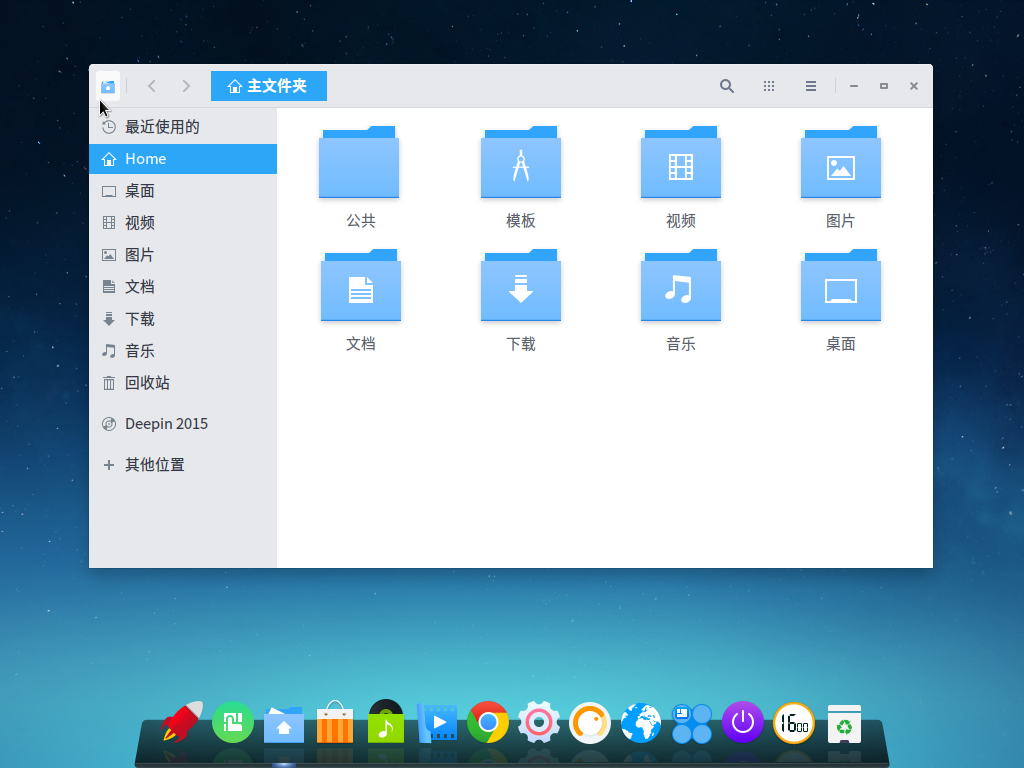 主文件夹
最近使用的
Home
桌面
视频
图片
文档
下载
音乐
回收站
Deepin 2015
其他位置
公共
模板
视频
图片
文档
下载
音乐
桌面
1600